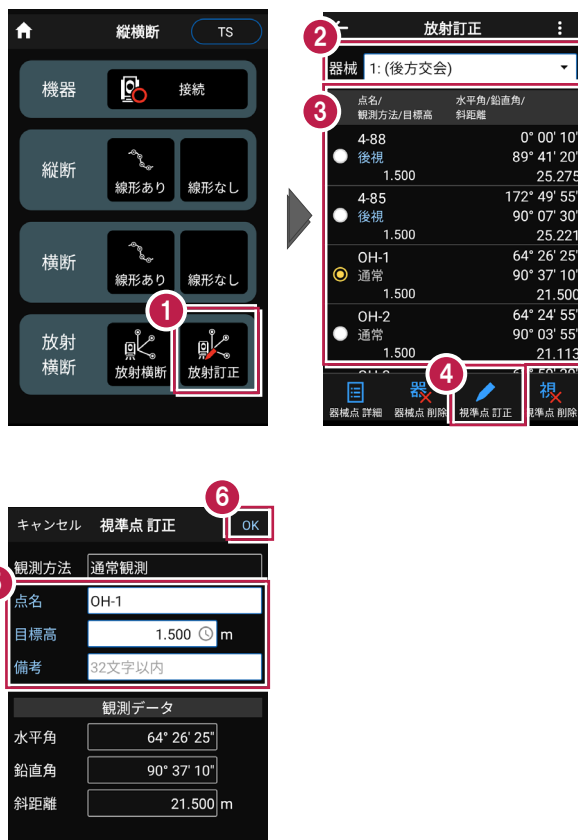 縦横断
TS
機器
接続
縦断
線形あり
線形なし
横断
線形あり
線形なし
1
放射
横断
放射横断
放射訂正
2
放射訂正
器械
1: (後方交会)
3
点名/
観測方法/目標高
水平角/鉛直角/
斜距離
4-88
0° 00' 10"
後視
89° 41' 20"
1.500
25.275
4-85
172° 49' 55"
後視
90° 07' 30"
1.500
25.221
OH-1
64° 26' 25"
通常
90° 37' 10"
1.500
21.500
OH-2
64° 24' 55"
通常
90° 03' 55"
1.500
21.113
4
器械点 詳細
器
器械点 削除
視準点 訂正
視
視準点 削除
6
キャンセル
視準点 訂正
OK
観測方法
通常観測
点名
OH-1
目標高
1.500 m
備考
32文字以内
観測データ
水平角
64° 26' 25"
鉛直角
90° 37' 10"
斜距離
21.500 m